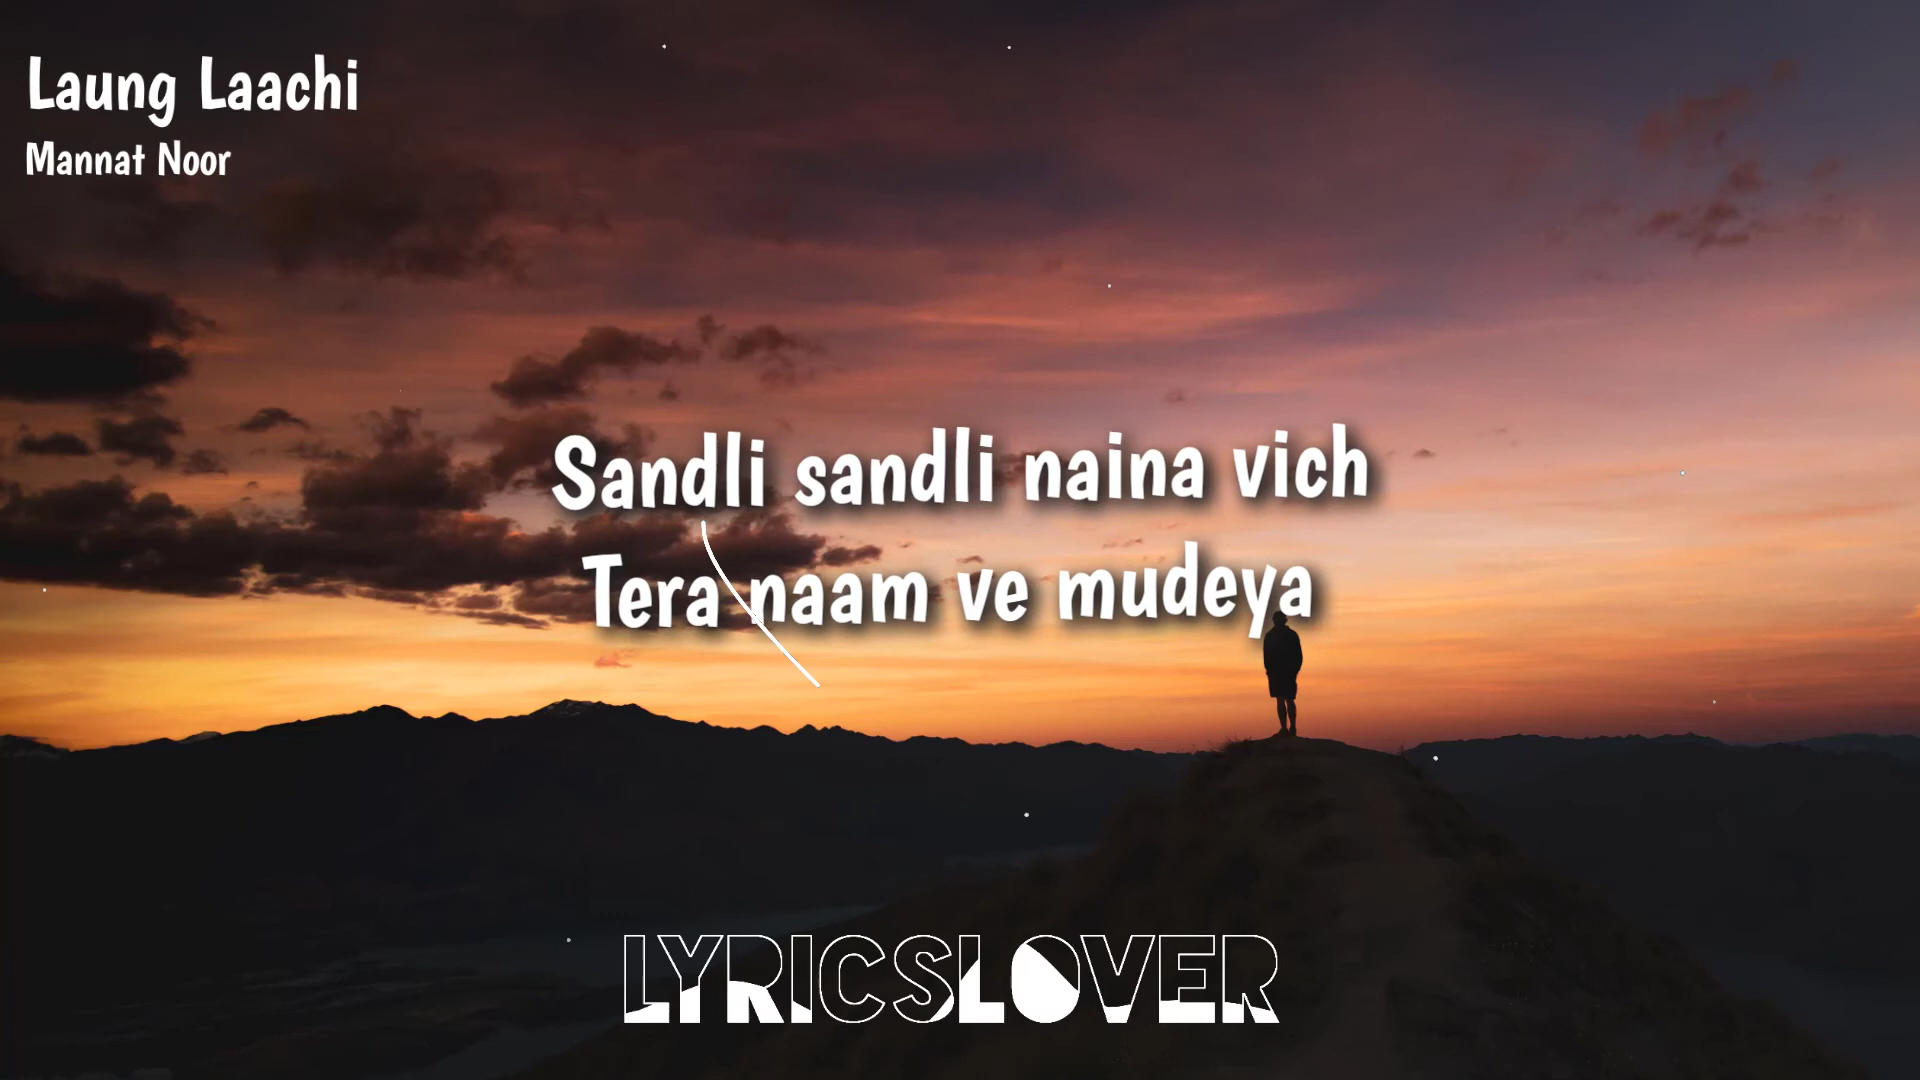 Laung Laachi
Mannat Noor
Sandli sandli naina vich
Tera naam ve mudeya
LYRICSLOVER